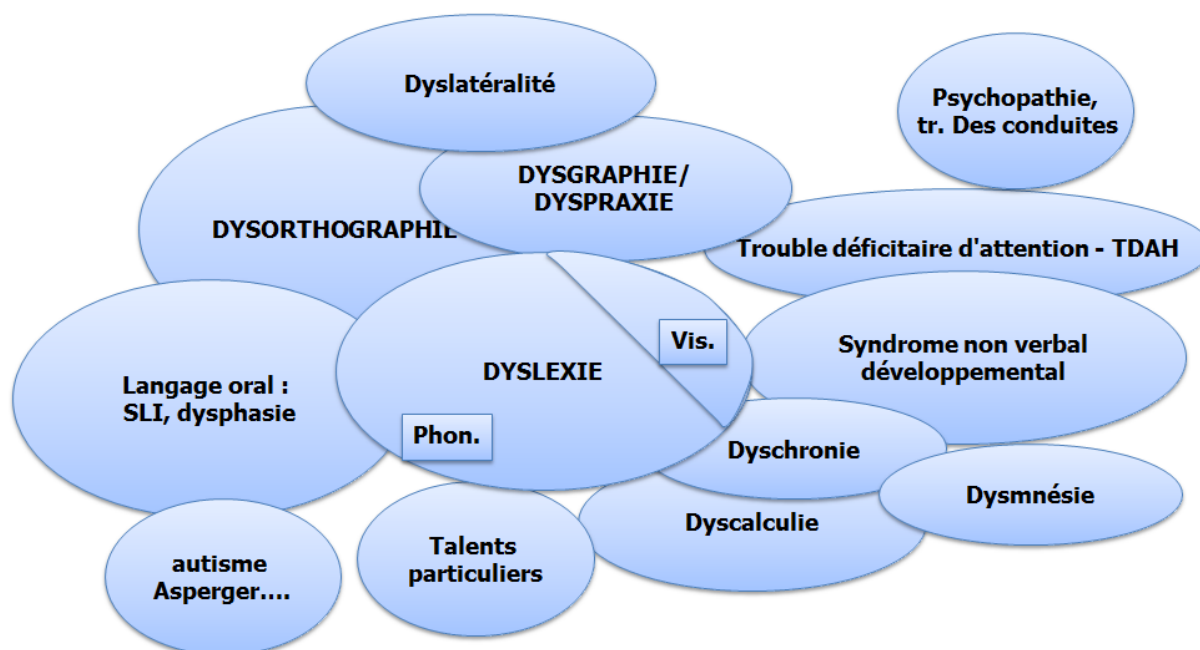 Dyslatéralité
Psychopathie,
tr. Des conduites
DYSGRAPHIE/
DYSPRAXIE
DYSORTHOGRAPHIE
Trouble déficitaire d'attention - TDAH
Vis.
Syndrome non verbal
développemental
DYSLEXIE
Langage oral :
SLI, dysphasie
Phon.
Dyschronie
Dysmnésie
Dyscalculie
Talents
particuliers
autisme
Asperger....